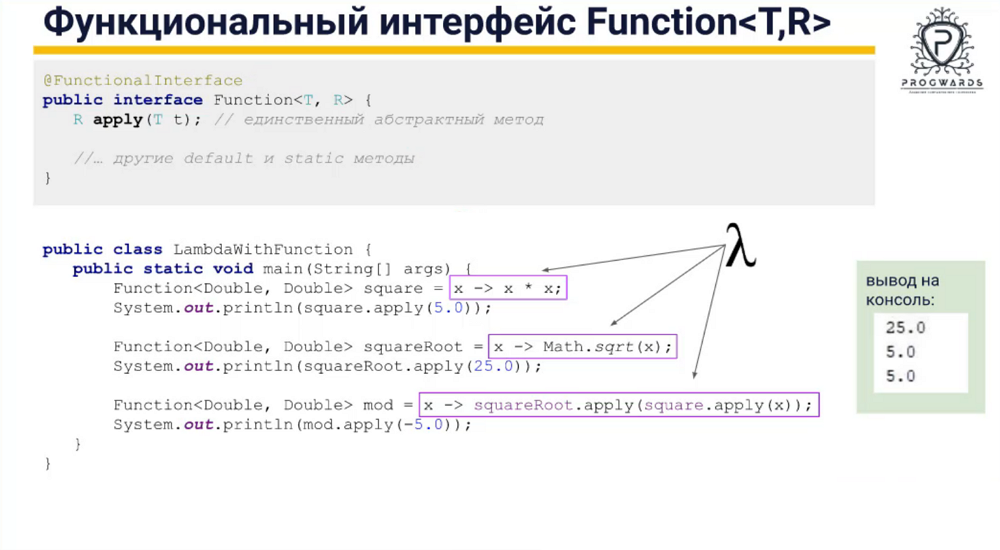 Функциональный интерфейс Function<T,R>
PROGWARDS
@FunctionalInterface
public interface Function<T, R> {
R apply(T t); // единственный абстрактный метод
//… другие default и static методы
}
λ
public class LambdaWithFunction {
public static void main(String[] args) {
Function<Double, Double> square = x -> x * x;
System.out.println(square.apply(5.0));
Function<Double, Double> squareRoot = x -> Math.sqrt(x);
System.out.println(squareRoot.apply(25.0));
Function<Double, Double> mod = x -> squareRoot.apply(square.apply(x));
System.out.println(mod.apply(-5.0));
}
}
вывод на
консоль:
25.0
5.0
5.0